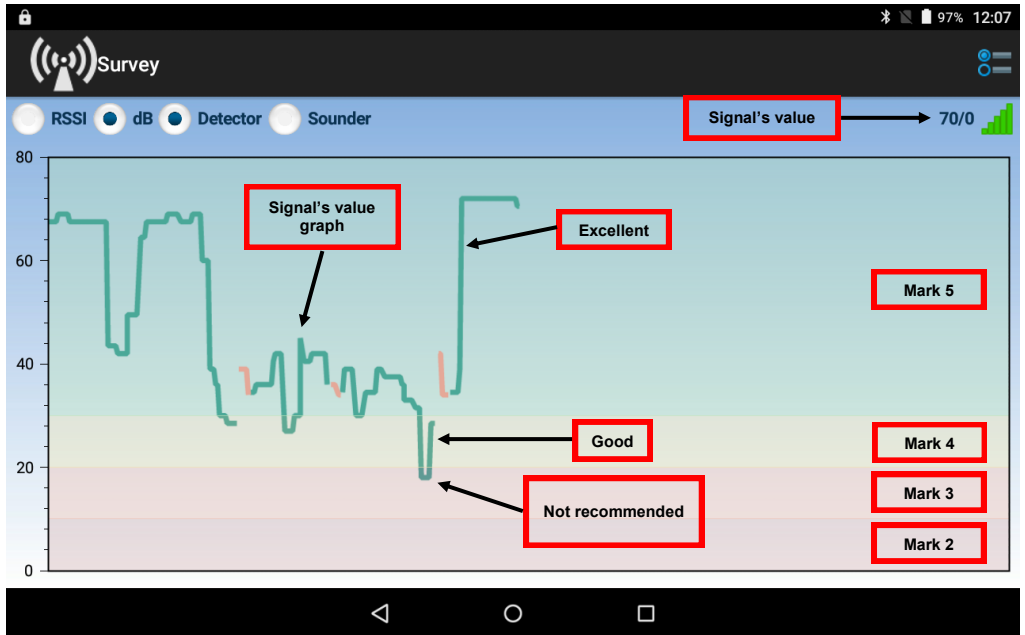 97% 12:07
Survey
RSSI dB Detector Sounder Signal's value 70/0
80
Signal's value
graph
Excellent
60
Mark 5
40
Good
Mark 4
20
Mark 3
Not recommended
Mark 2
0